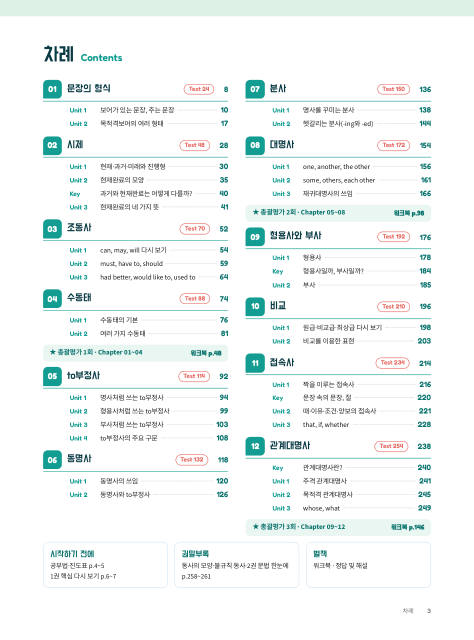 차례 Contents
01 문장의 형식 Test 24 8
Unit 1 보어가 있는 문장, 주는 문장 10
Unit 2 목적격보어의 여러 형태 17
02 시제 Test 48 28
Unit 1 현재·과거·미래와 진행형 30
Unit 2 현재완료의 모양 35
Key 과거와 현재완료는 어떻게 다를까? 40
Unit 3 현재완료의 네 가지 뜻 41
03 조동사 Test 70 52
Unit 1 can, may, will 다시 보기 54
Unit 2 must, have to, should 59
Unit 3 had better, would like to, used to 64
04 수동태 Test 88 74
Unit 1 수동태의 기본 76
Unit 2 여러 가지 수동태 81
★ 총괄평가 1회 · Chapter 01~04 워크북 p.48
05 to부정사 Test 114 92
Unit 1 명사처럼 쓰는 to부정사 94
Unit 2 형용사처럼 쓰는 to부정사 99
Unit 3 부사처럼 쓰는 to부정사 103
Unit 4 to부정사의 주요 구문 108
06 동명사 Test 132 118
Unit 1 동명사의 쓰임 120
Unit 2 동명사와 to부정사 126
07 분사 Test 150 136
Unit 1 명사를 꾸미는 분사 138
Unit 2 헷갈리는 분사(-ing와 -ed) 144
08 대명사 Test 172 154
Unit 1 one, another, the other 156
Unit 2 some, others, each other 161
Unit 3 재귀대명사의 쓰임 166
★ 총괄평가 2회 · Chapter 05~08 워크북 p.98
09 형용사와 부사 Test 192 176
Unit 1 형용사 178
Key 형용사일까, 부사일까? 184
Unit 2 부사 185
10 비교 Test 210 196
Unit 1 원급·비교급·최상급 다시 보기 198
Unit 2 비교를 이용한 표현 203
11 접속사 Test 234 214
Unit 1 짝을 이루는 접속사 216
Key 문장 속의 문장, 절 220
Unit 2 때·이유·조건·양보의 접속사 221
Unit 3 that, if, whether 228
12 관계대명사 Test 254 238
Key 관계대명사란? 240
Unit 1 주격 관계대명사 241
Unit 2 목적격 관계대명사 245
Unit 3 whose, what 249
★ 총괄평가 3회 · Chapter 09~12 워크북 p.146
시작하기 전에
공부법·진도표 p.4~5
1권 핵심 다시 보기 p.6~7
권말부록
동사의 모양·불규칙 동사·2권 문법 한눈에
p.258~261
별책
워크북 · 정답 및 해설
차례 3